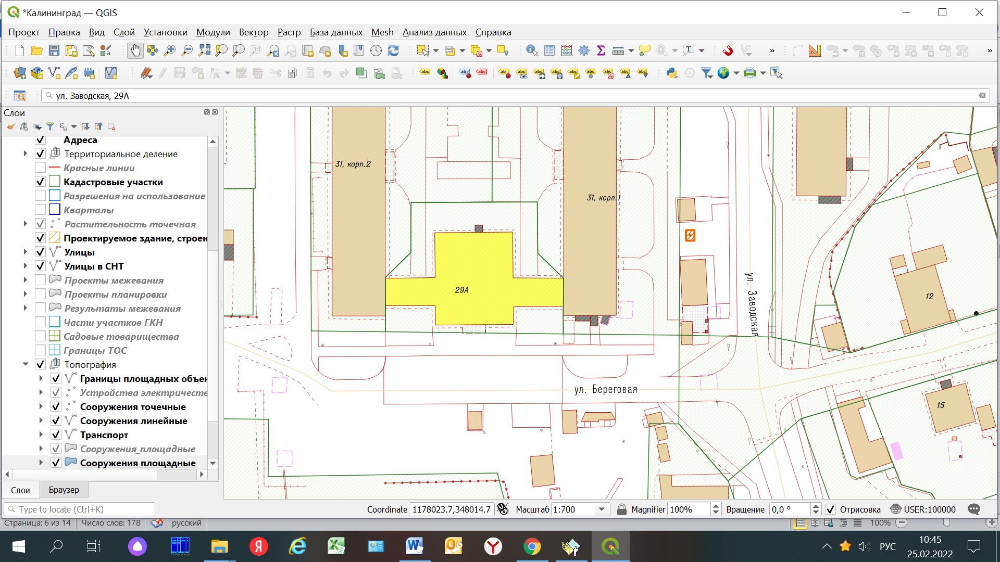 *Калининград — QGIS
Проект Правка Вид Слой Установки Модули Вектор Растр База данных Mesh Анализ данных Справка
ул. Заводская, 29А
Слои
Адреса
Территориальное деление
Красные линии
Кадастровые участки
Разрешения на использование
Кварталы
Растительность точечная
Проектируемое здание, строен
Улицы
Улицы в СНТ
Проекты межевания
Проекты планировки
Результаты межевания
Части участков ГКН
Садовые товарищества
Границы ТОС
Топография
Границы площадных объек
Устройства электричестве
Сооружения точечные
Сооружения линейные
Транспорт
Сооружения_площадные
Сооружения площадные
Слои Браузер
31, корп.2
31, корп.1
29А
ул. Заводская
12
ул. Береговая
15
Type to locate (Ctrl+K) Coordinate 1178023.7,348014.7 Масштаб 1:700 Magnifier 100% Вращение 0,0 ° Отрисовка USER:100000
Страница: 6 из 14 Число слов: 178 русский 100%
РУС
10:45
25.02.2022